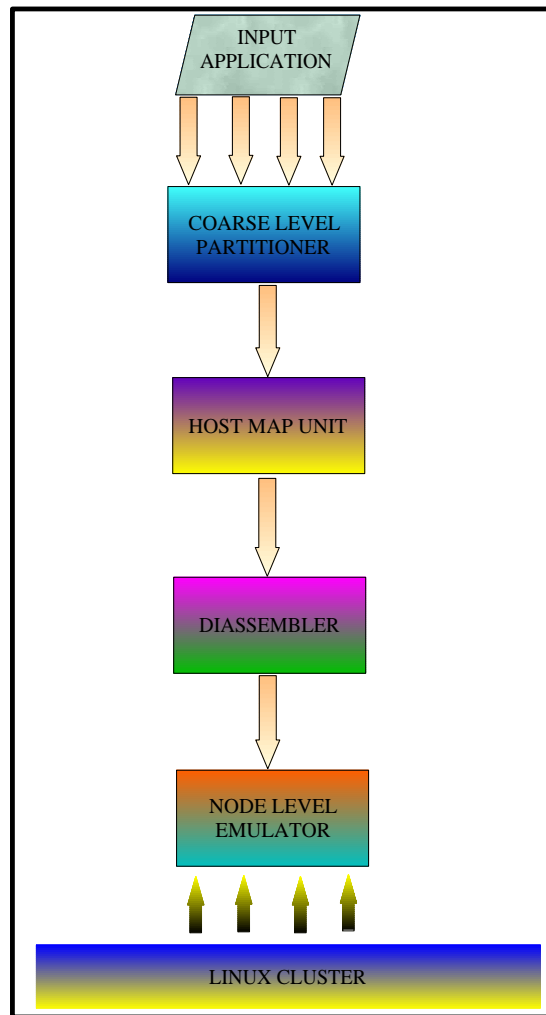 INPUT
APPLICATION
COARSE LEVEL
PARTITIONER
HOST MAP UNIT
DIASSEMBLER
NODE LEVEL
EMULATOR
LINUX CLUSTER